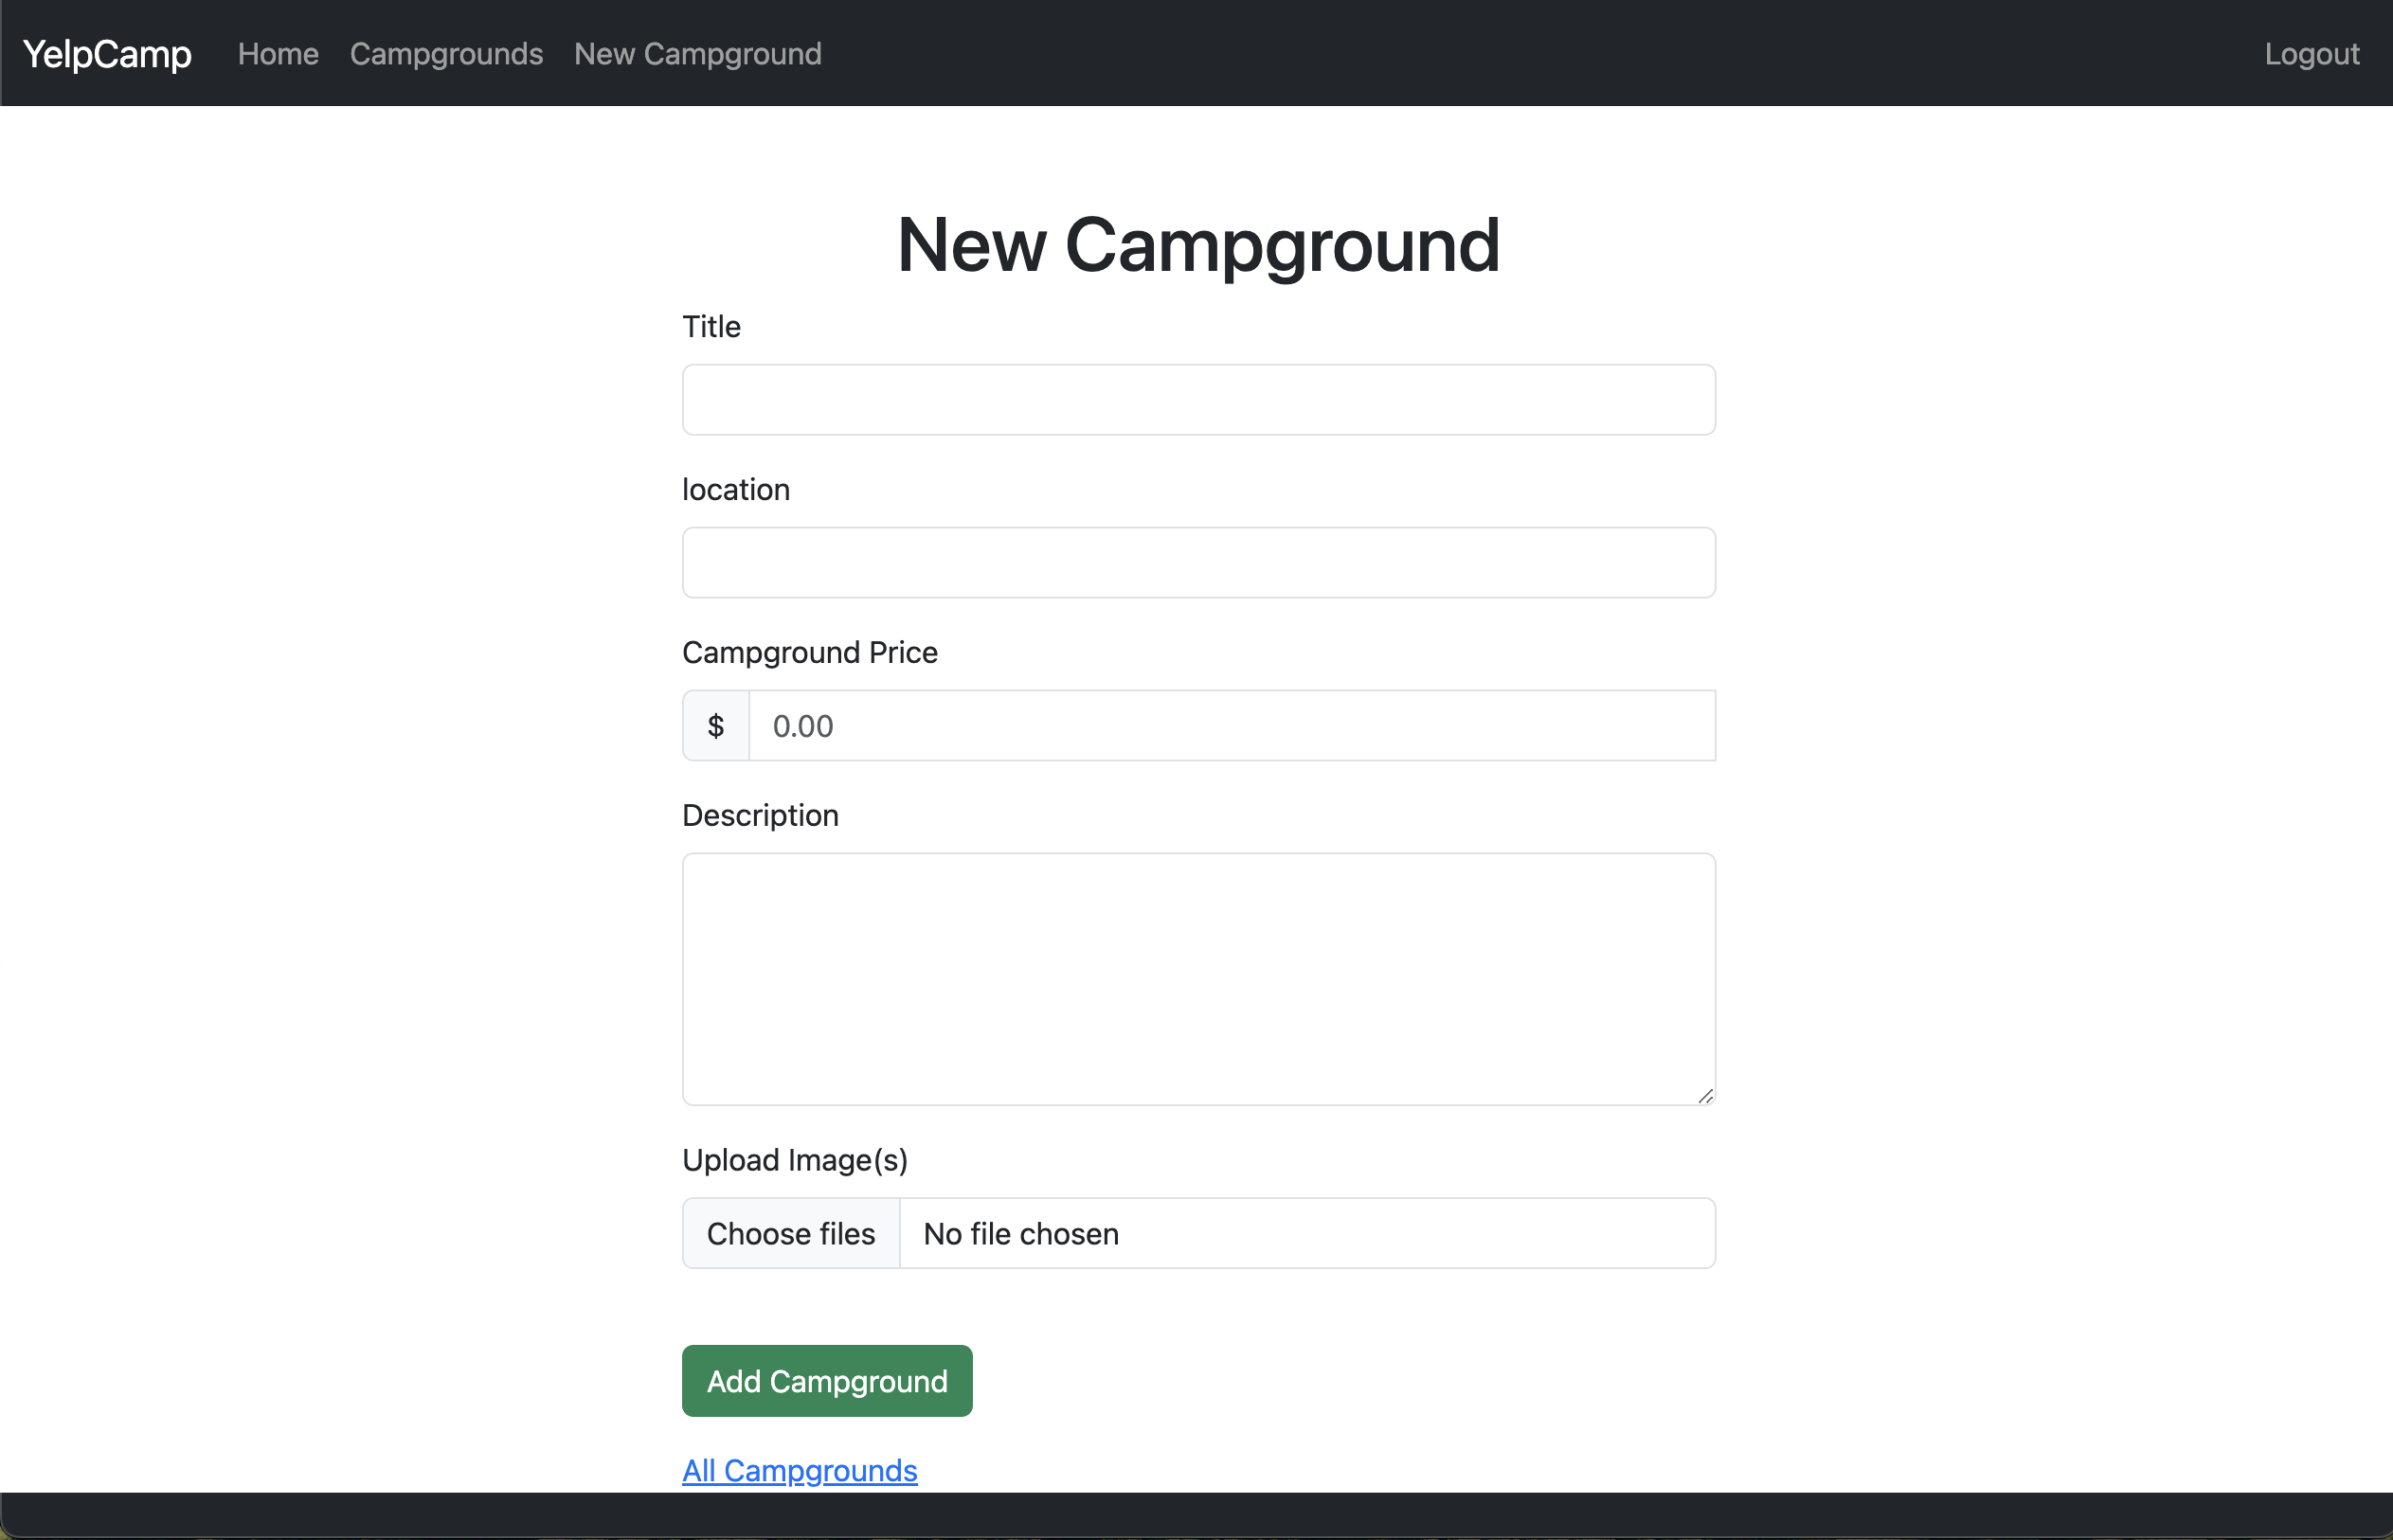 YelpCamp Home Campgrounds New Campground Logout
New Campground
Title
location
Campground Price
$ 0.00
Description
Upload Image(s)
Choose files No file chosen
Add Campground
All Campgrounds